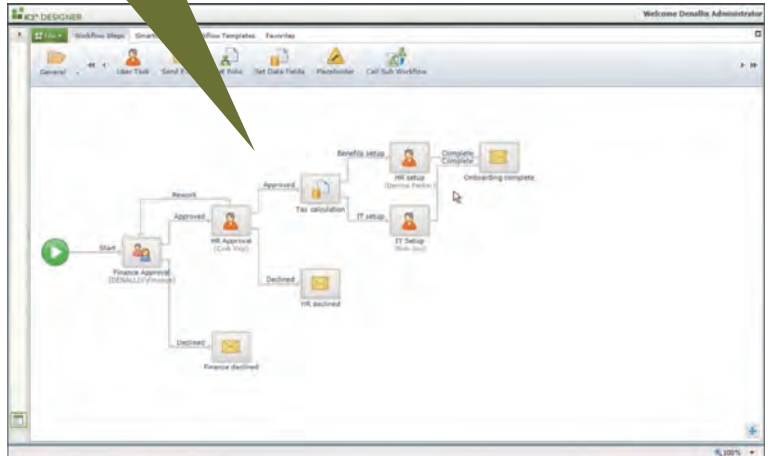 K2* DESIGNER
Welcome Denallix Administrator
File
Workflow Steps
Workflow Templates
Favorites
General
User Task
Set Data Fields
Placeholder
Call Sub Workflow
Benefits setup
HR setup
Complete
Complete
Onboarding complete
Approved
Tax calculation
IT setup
IT Setup
Rework
Approved
HR Approval
Start
Finance Approval
Declined
HR declined
Declined
Finance declined
100%